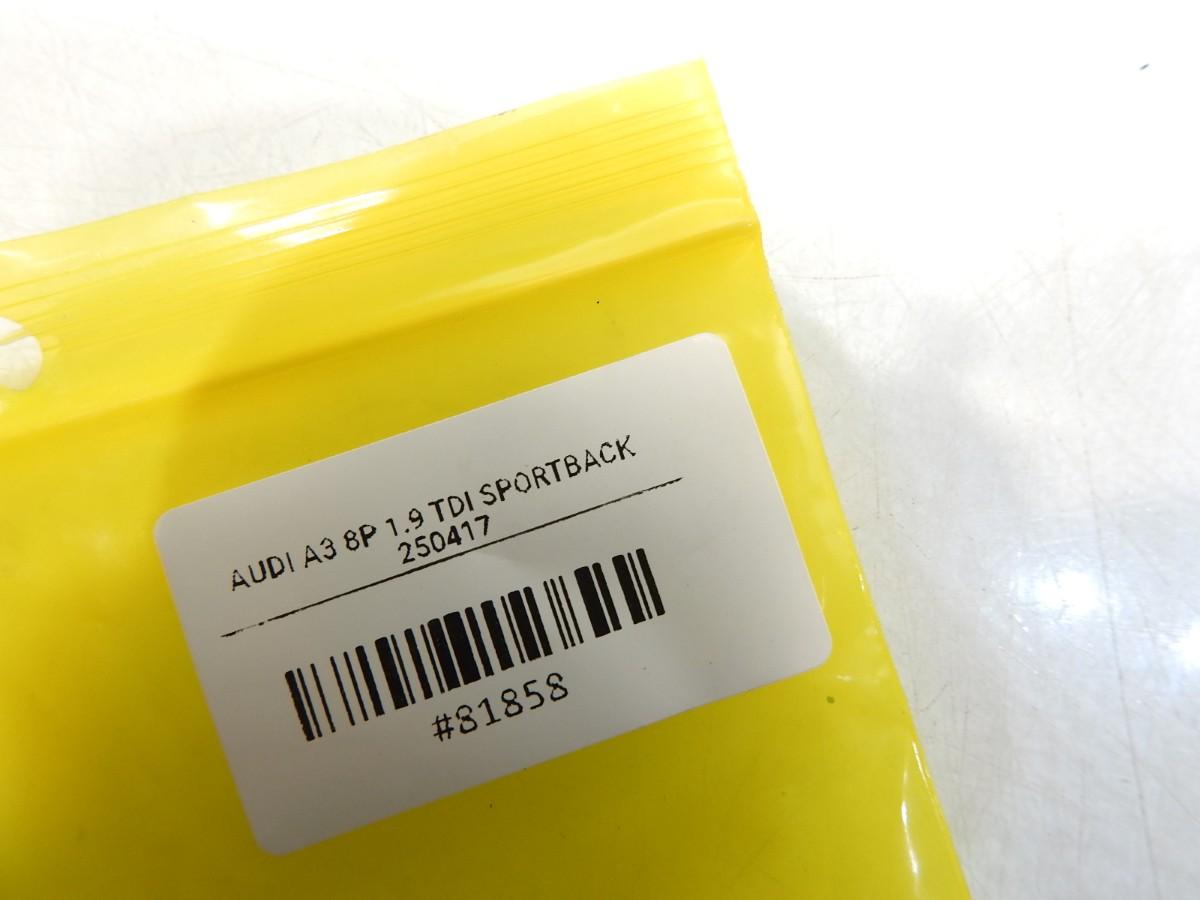 AUDI A3 8P 1.9 TDI SPORTBACK
250417
#81858